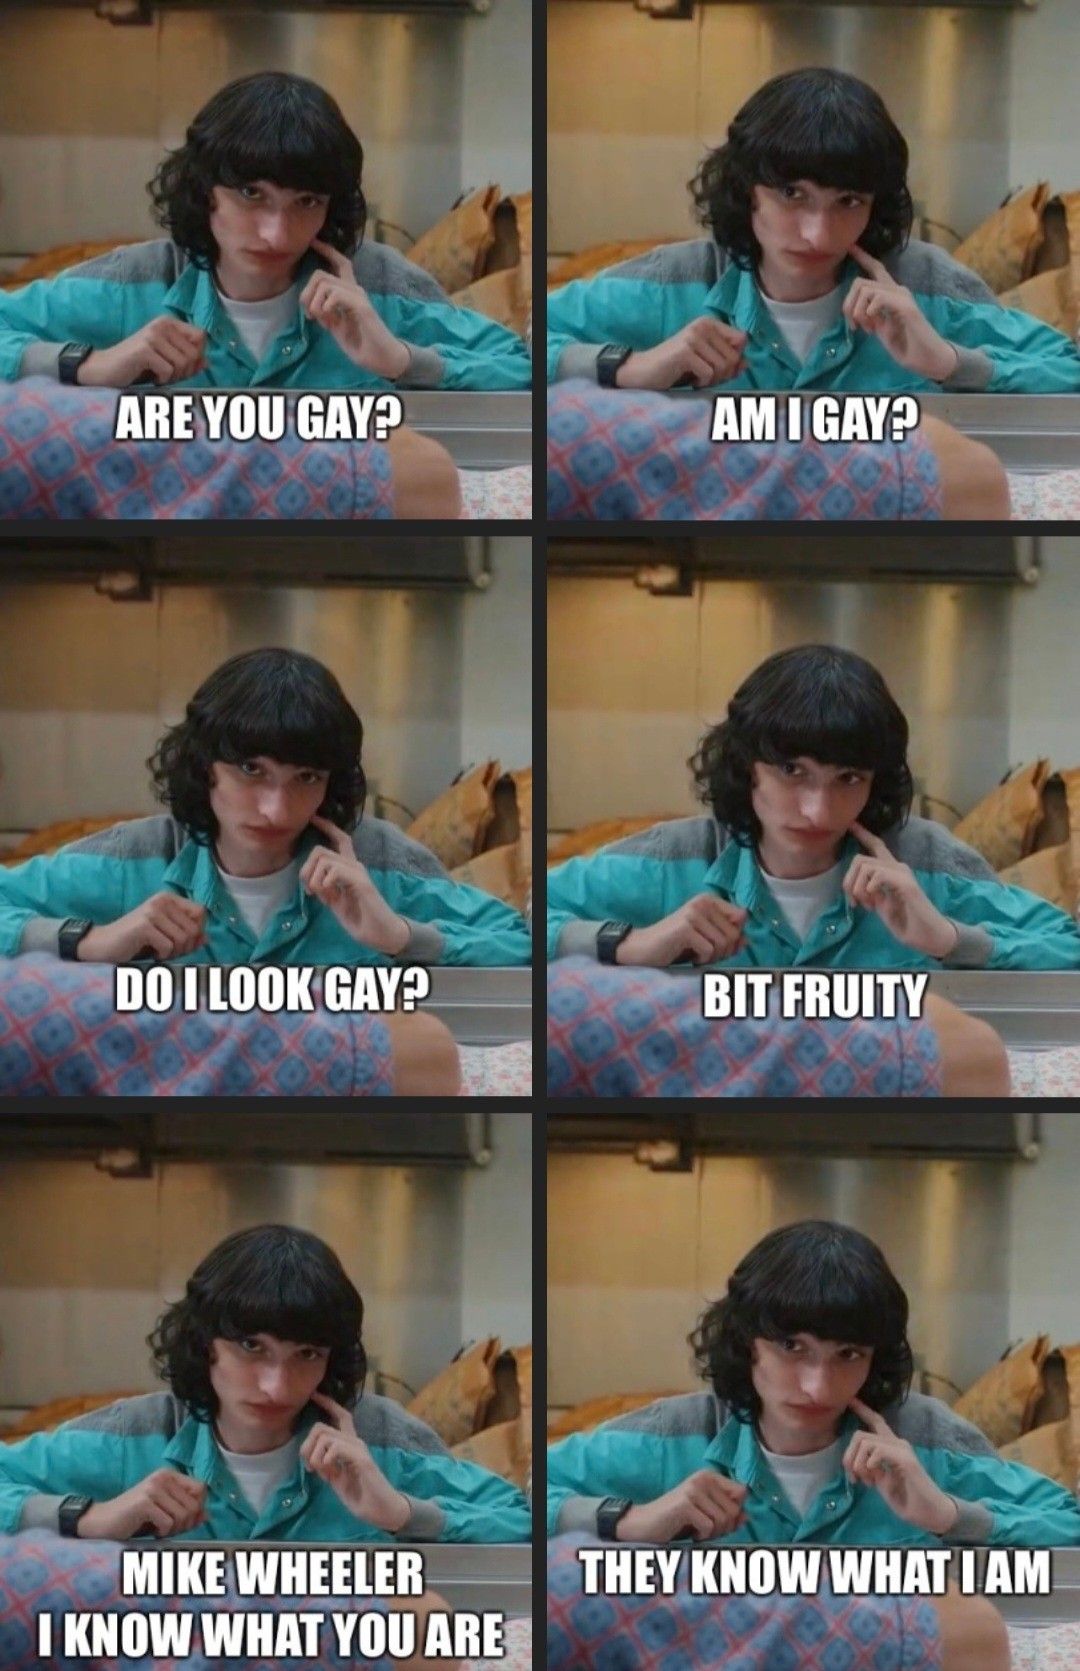 ARE YOU GAY?
AM I GAY?
DO I LOOK GAY?
BIT FRUITY
MIKE WHEELER
I KNOW WHAT YOU ARE
THEY KNOW WHAT I AM